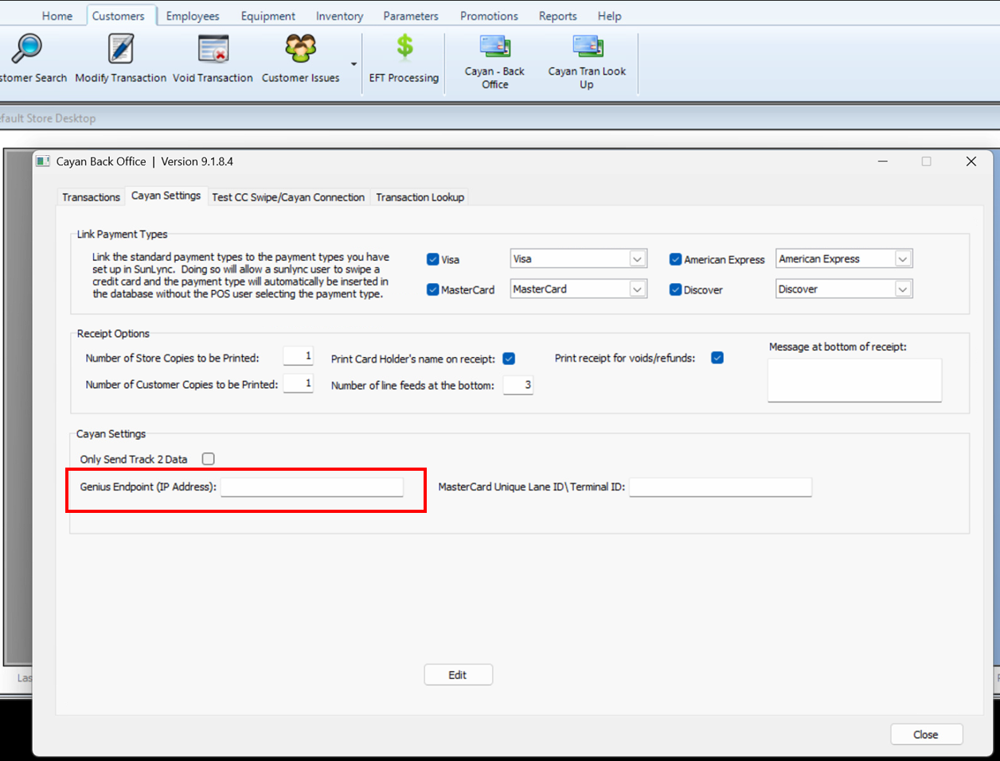 Home Customers Employees Equipment Inventory Parameters Promotions Reports Help
stomer Search Modify Transaction Void Transaction Customer Issues EFT Processing Cayan - Back Office Cayan Tran Look Up
efault Store Desktop
Cayan Back Office | Version 9.1.8.4
Transactions Cayan Settings Test CC Swipe/Cayan Connection Transaction Lookup
Link Payment Types
Link the standard payment types to the payment types you have
set up in SunLync. Doing so will allow a sunlync user to swipe a
credit card and the payment type will automatically be inserted in
the database without the POS user selecting the payment type.
Visa Visa American Express American Express
MasterCard MasterCard Discover Discover
Receipt Options
Number of Store Copies to be Printed: 1 Print Card Holder's name on receipt: Print receipt for voids/refunds: Message at bottom of receipt:
Number of Customer Copies to be Printed: 1 Number of line feeds at the bottom: 3
Cayan Settings
Only Send Track 2 Data
Genius Endpoint (IP Address): MasterCard Unique Lane ID\Terminal ID:
Edit
Las
Close